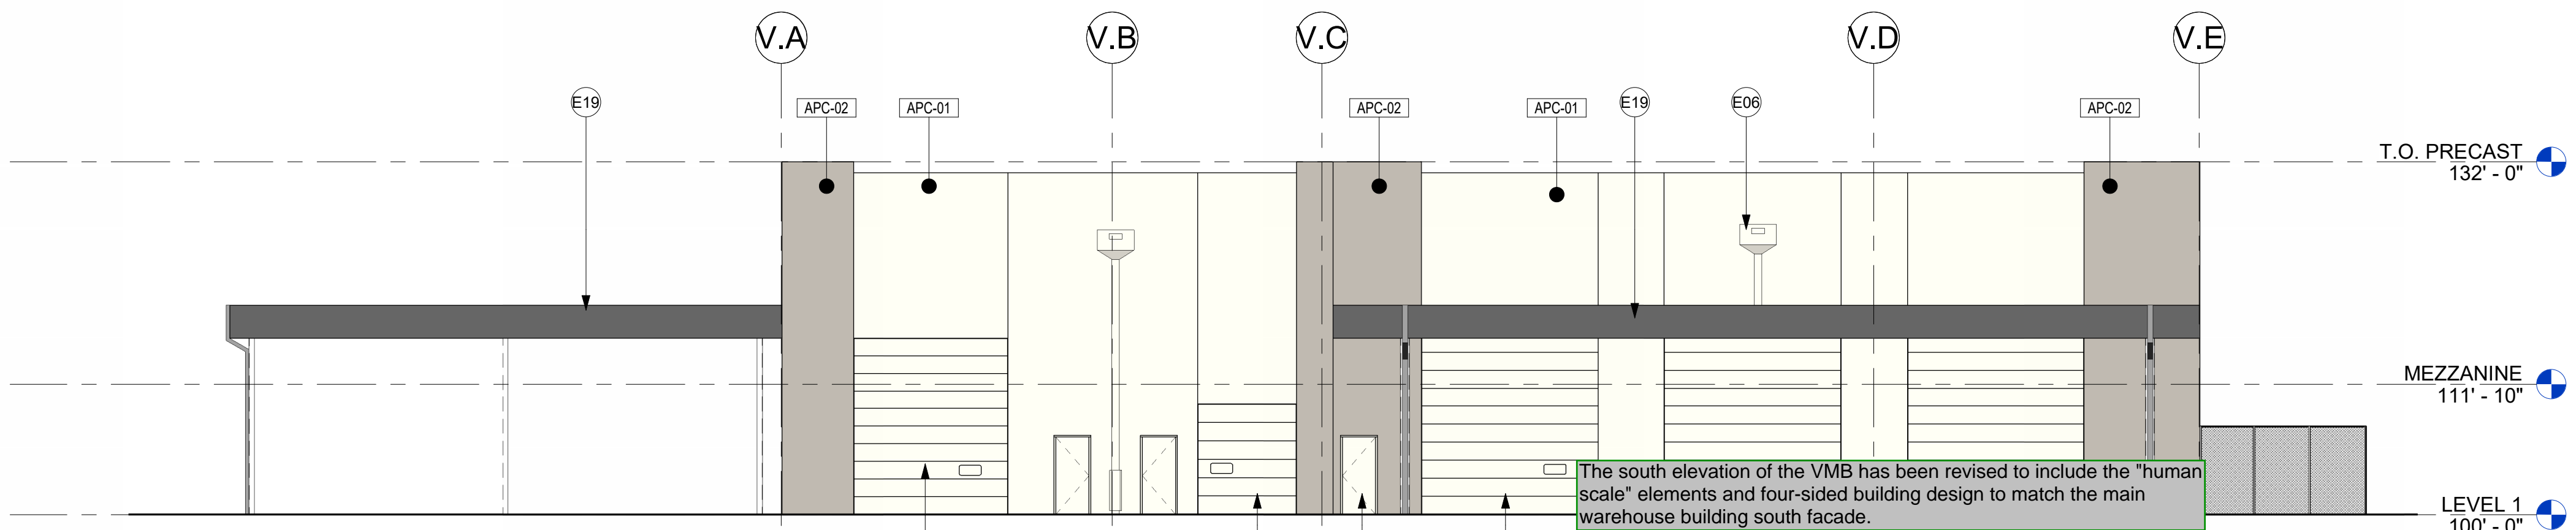 V.A
V.B
V.C
V.D
V.E
E19
APC-02
APC-01
APC-02
APC-01
E19
E06
APC-02
T.O. PRECAST
132' - 0"
MEZZANINE
111' - 10"
The south elevation of the VMB has been revised to include the "human
scale" elements and four-sided building design to match the main
warehouse building south facade.
LEVEL 1
100' - 0"